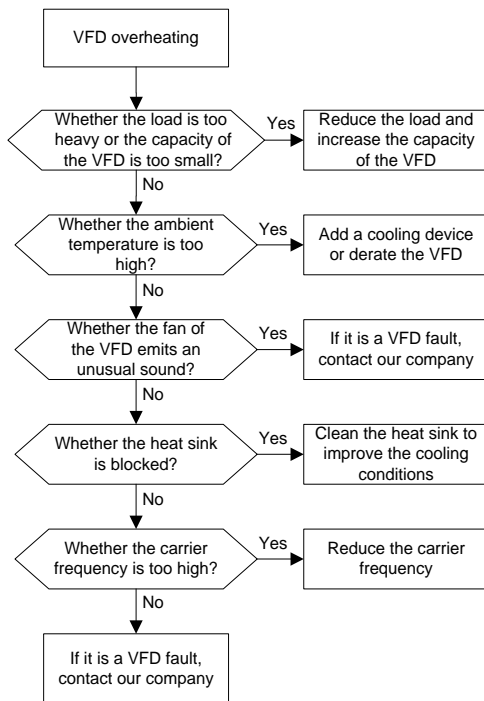 VFD overheating
Whether the load is too
heavy or the capacity of
the VFD is too small?
Yes
Reduce the load and
increase the capacity
of the VFD
No
Whether the ambient
temperature is too
high?
Yes
Add a cooling device
or derate the VFD
No
Whether the fan of
the VFD emits an
unusual sound?
Yes
If it is a VFD fault,
contact our company
No
Whether the heat sink
is blocked?
Yes
Clean the heat sink to
improve the cooling
conditions
No
Whether the carrier
frequency is too high?
Yes
Reduce the carrier
frequency
No
If it is a VFD fault,
contact our company